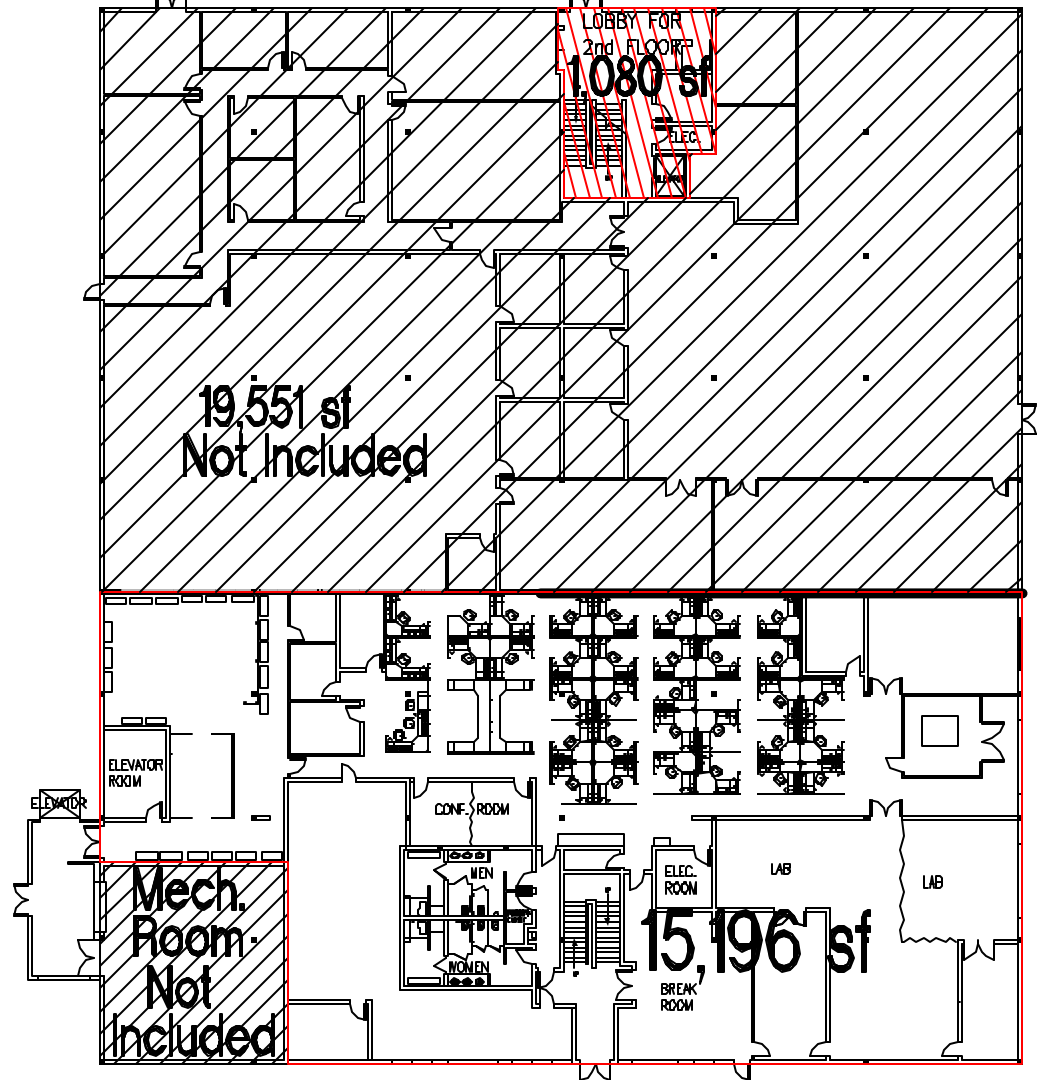 LOBBY FOR
2nd FLOOR
1,080 sf
ELEC.
19,551 sf
Not Included
ELEVATOR
ROOM
ELEVATOR
CONF. ROOM
MEN
ELEC.
ROOM
LAB
LAB
Mech.
Room
Not
Included
15,196 sf
WOMEN
BREAK
ROOM